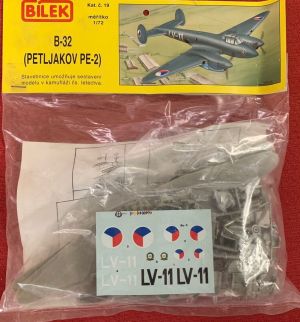 BÍLEK
Kat. č. 19
měřítko
1/72
B-32
(PETLJAKOV PE-2)
Stavebnice umožňuje sestavení
modelu v kamufláži čs. letectva
LV-11
LV-11
LV-11 LV-11